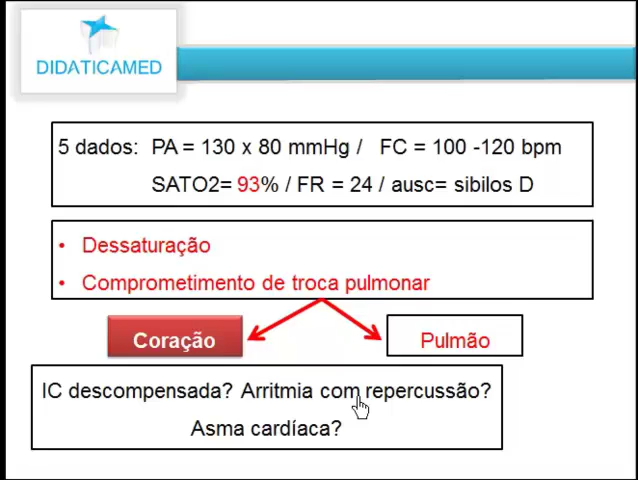 DIDATICAMED
5 dados: PA = 130 x 80 mmHg / FC = 100 -120 bpm
SATO2= 93% / FR = 24 / ausc= sibilos D
• Dessaturação
• Comprometimento de troca pulmonar
Coração
Pulmão
IC descompensada? Arritmia com repercussão?
Asma cardíaca?